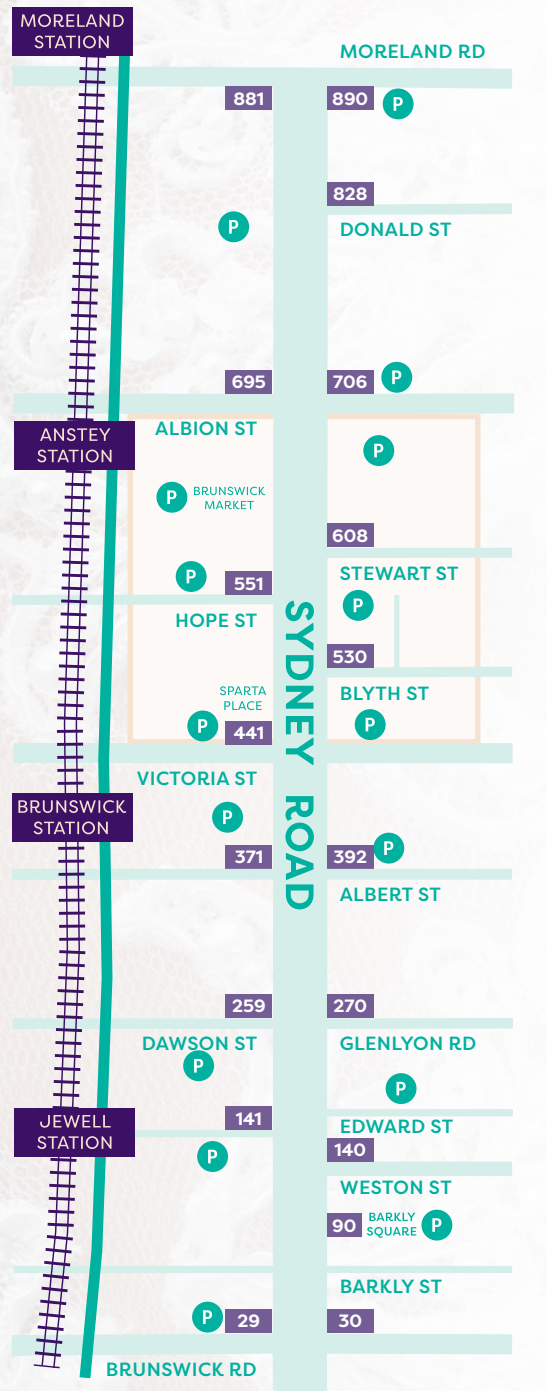 MORELAND
STATION
MORELAND RD
881
890
P
828
P
DONALD ST
695
706
P
ANSTEY
STATION
ALBION ST
P
P
BRUNSWICK
MARKET
608
P
551
STEWART ST
P
HOPE ST
SYDNEY ROAD
530
SPARTA
PLACE
BLYTH ST
P
441
P
VICTORIA ST
BRUNSWICK
STATION
P
371
392
P
ALBERT ST
259
270
DAWSON ST
GLENLYON RD
P
P
JEWELL
STATION
141
EDWARD ST
140
P
WESTON ST
90
BARKLY
SQUARE
P
BARKLY ST
P
29
30
BRUNSWICK RD